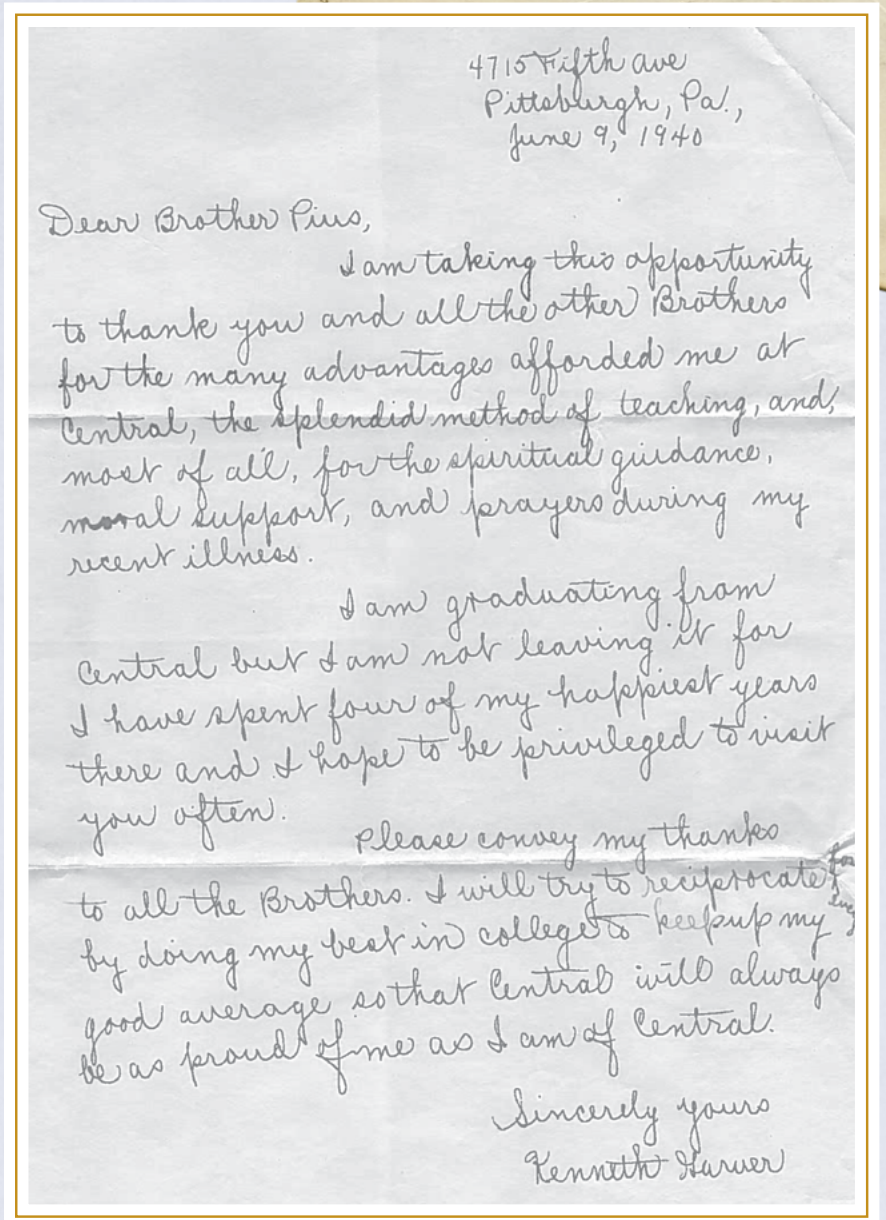 4715 Fifth Ave
Pittsburgh, Pa.,
June 9, 1940
Dear Brother Pius,
I am taking this opportunity
to thank you and all the other Brothers
for the many advantages afforded me at
Central, the splendid method of teaching, and,
most of all, for the spiritual guidance,
moral support, and prayers during my
recent illness.
I am graduating from
Central but I am not leaving it for
I have spent four of my happiest years
there and I hope to be privileged to visit
you often.
Please convey my thanks
for
to all the Brothers. I will try to reciprocate
by doing my best in college to keep up my
good average so that Central will always
be as proud of me as I am of Central.
Sincerely yours
Kenneth